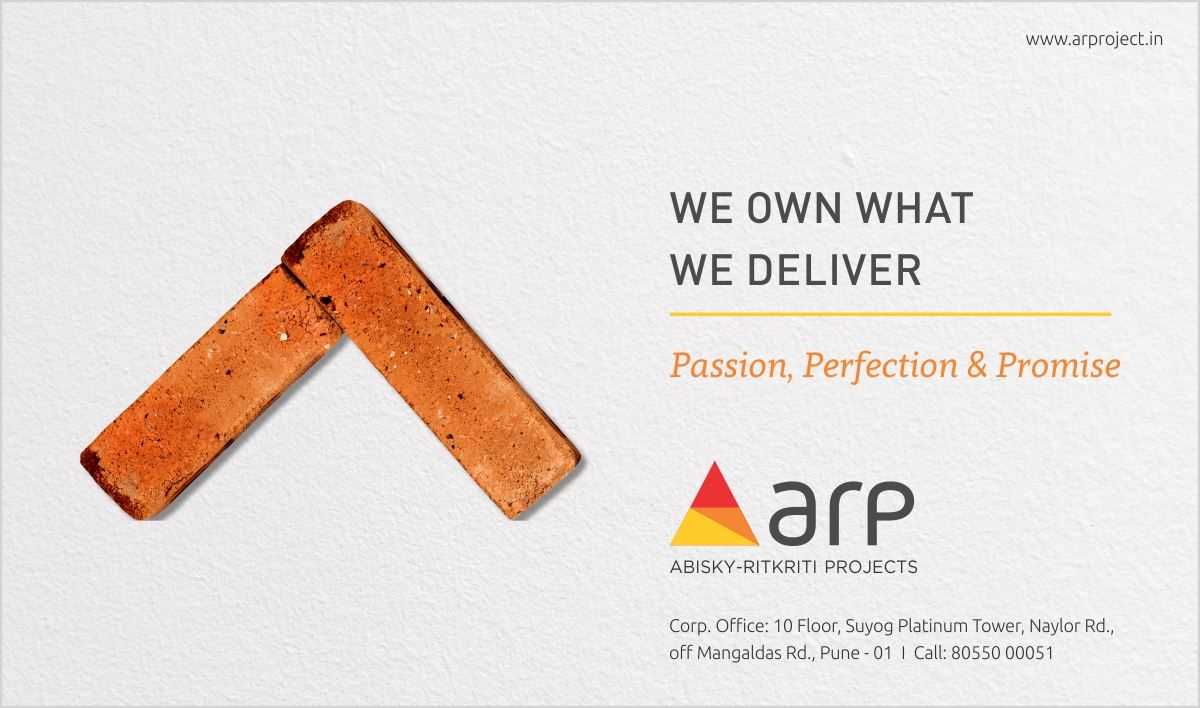 www.arproject.in
WE OWN WHAT
WE DELIVER
Passion, Perfection & Promise
arp
ABISKY-RITKRITI PROJECTS
Corp. Office: 10 Floor, Suyog Platinum Tower, Naylor Rd.,
off Mangaldas Rd., Pune - 01 I Call: 80550 00051